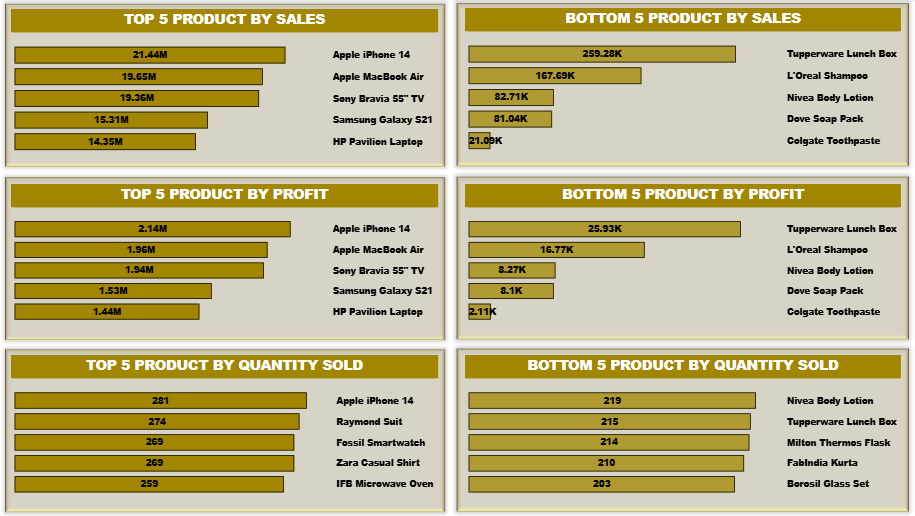 TOP 5 PRODUCT BY SALES
21.44M Apple iPhone 14
19.65M Apple MacBook Air
19.36M Sony Bravia 55" TV
15.31M Samsung Galaxy S21
14.35M HP Pavilion Laptop
BOTTOM 5 PRODUCT BY SALES
259.28K Tupperware Lunch Box
167.69K L'Oreal Shampoo
82.71K Nivea Body Lotion
81.04K Dove Soap Pack
21.09K Colgate Toothpaste
TOP 5 PRODUCT BY PROFIT
2.14M Apple iPhone 14
1.96M Apple MacBook Air
1.94M Sony Bravia 55" TV
1.53M Samsung Galaxy S21
1.44M HP Pavilion Laptop
BOTTOM 5 PRODUCT BY PROFIT
25.93K Tupperware Lunch Box
16.77K L'Oreal Shampoo
8.27K Nivea Body Lotion
8.1K Dove Soap Pack
2.11K Colgate Toothpaste
TOP 5 PRODUCT BY QUANTITY SOLD
281 Apple iPhone 14
274 Raymond Suit
269 Fossil Smartwatch
269 Zara Casual Shirt
259 IFB Microwave Oven
BOTTOM 5 PRODUCT BY QUANTITY SOLD
219 Nivea Body Lotion
215 Tupperware Lunch Box
214 Milton Thermos Flask
210 FabIndia Kurta
203 Borosil Glass Set